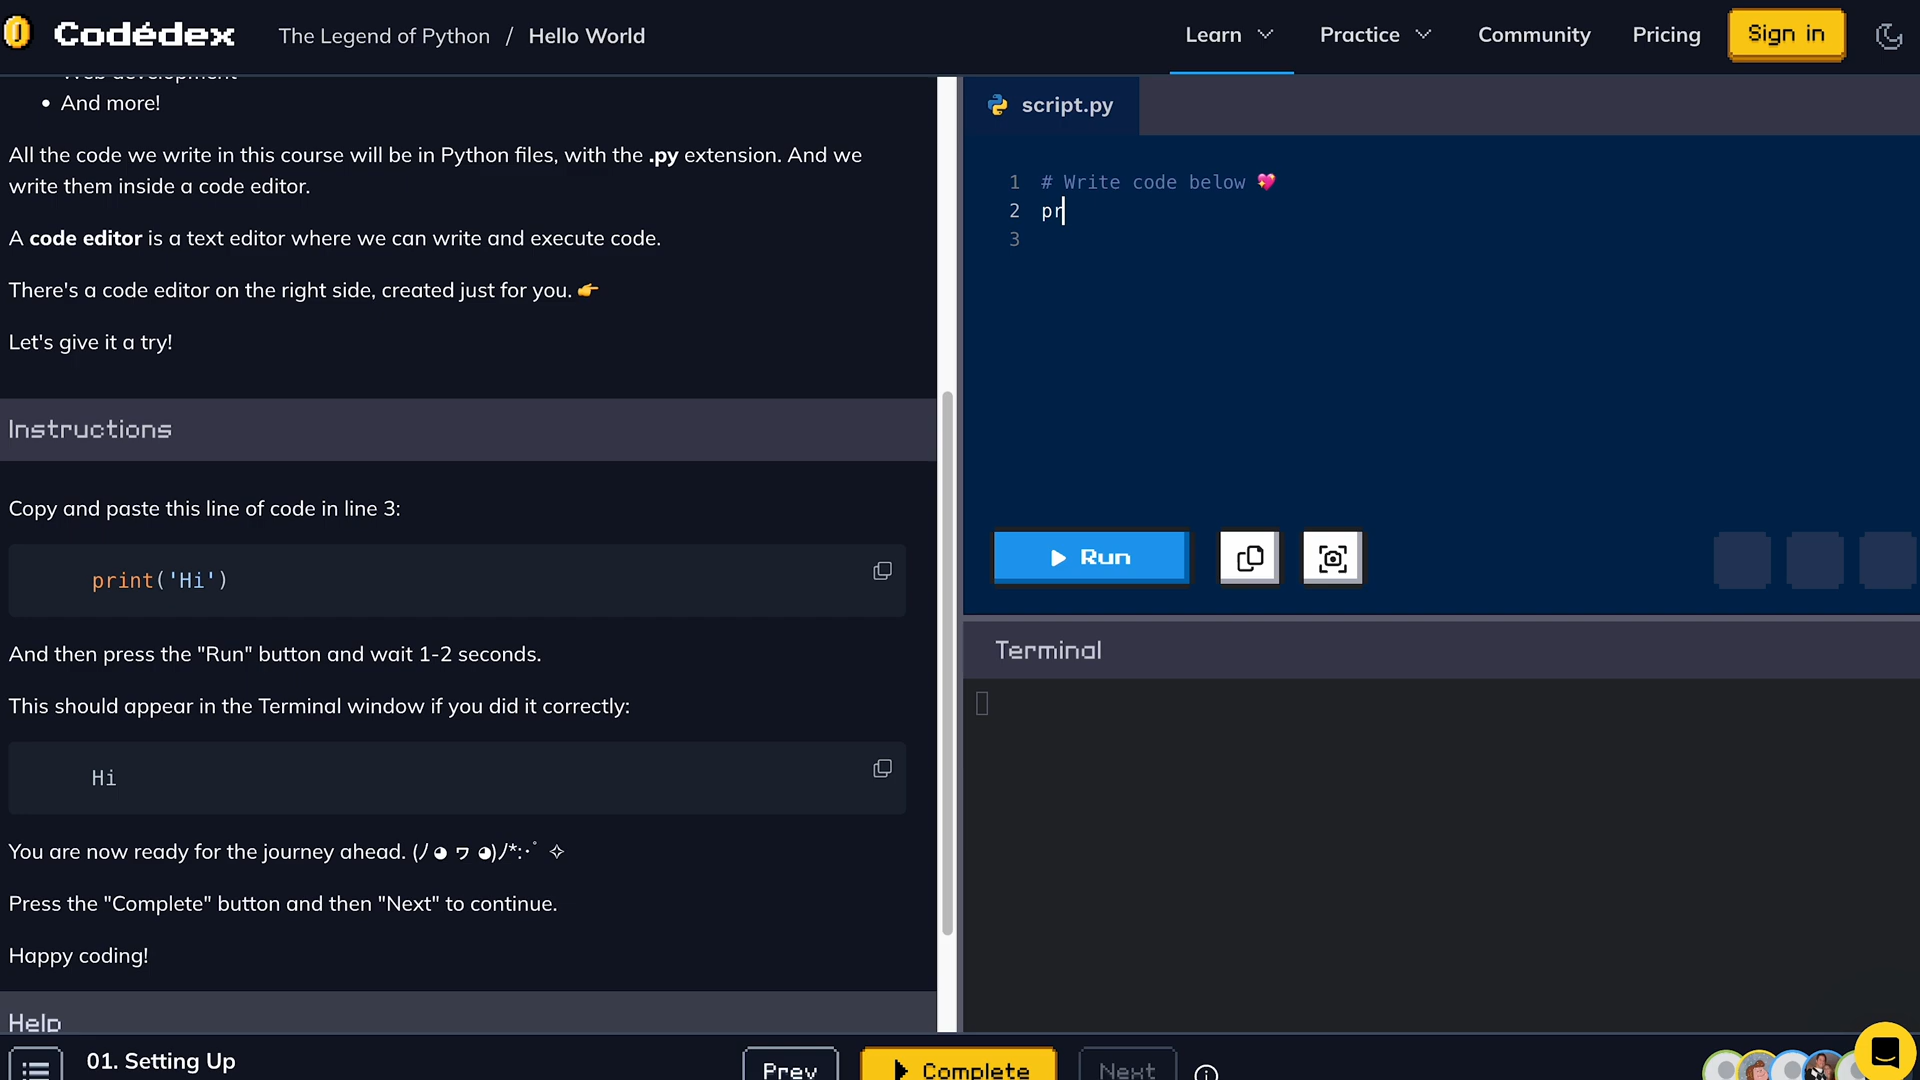 Codédex
The Legend of Python / Hello World
Learn
Practice
Community
Pricing
Sign in
Web development
• And more!
All the code we write in this course will be in Python files, with the .py extension. And we
write them inside a code editor.
A code editor is a text editor where we can write and execute code.
There's a code editor on the right side, created just for you. 👉
Let's give it a try!
Instructions
Copy and paste this line of code in line 3:
print('Hi')
And then press the "Run" button and wait 1-2 seconds.
This should appear in the Terminal window if you did it correctly:
Hi
You are now ready for the journey ahead. (ﾉ◕ヮ◕)ﾉ*:・ﾟ✧
Press the "Complete" button and then "Next" to continue.
Happy coding!
Help
script.py
1 # Write code below 💖
2 pr
3
Run
Terminal
01. Setting Up
Prev
Complete
Next